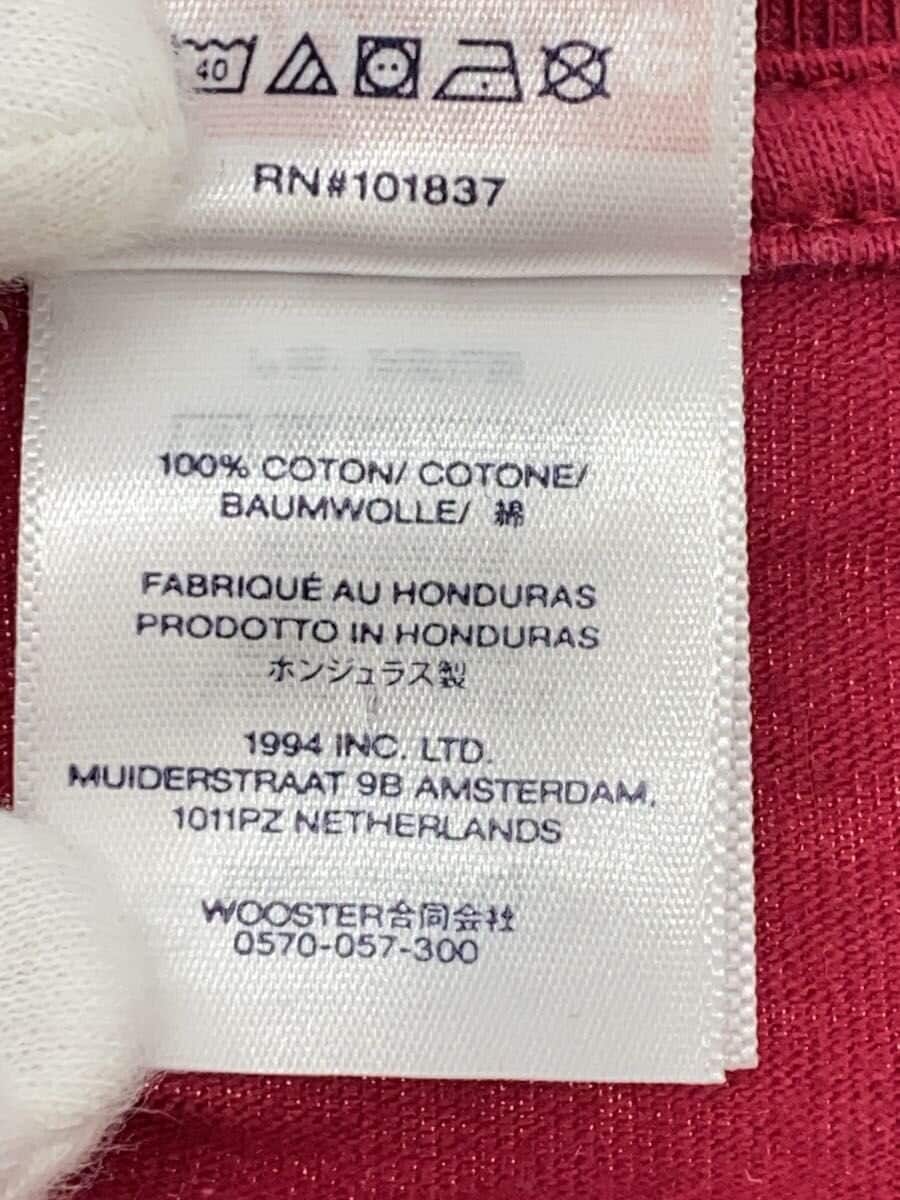 40
RN#101837
100% COTON/ COTONE/
BAUMWOLLE/ 綿
FABRIQUÉ AU HONDURAS
PRODOTTO IN HONDURAS
ホンジュラス製
1994 INC. LTD.
MUIDERSTRAAT 9B AMSTERDAM,
1011PZ NETHERLANDS
WOOSTER合同会社
0570-057-300